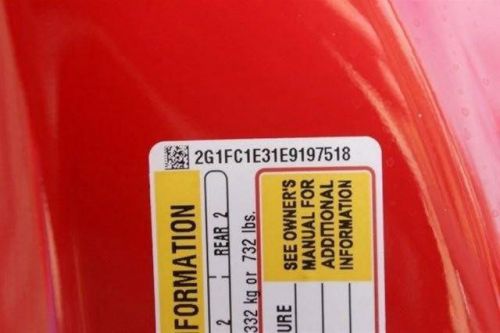 2G1FC1E31E9197518
FORMATION
2
REAR 2
332 kg or 732 lbs.
SEE OWNER'S
MANUAL FOR
ADDITIONAL
INFORMATION
URE